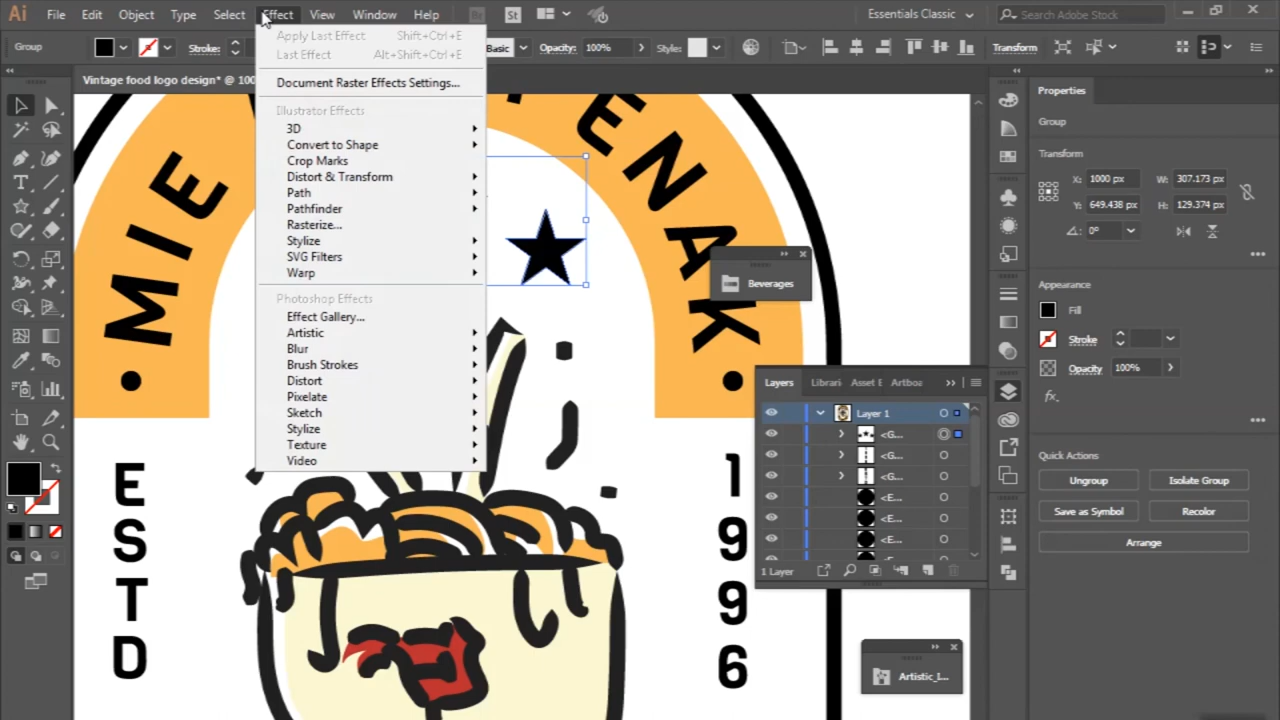 Ai File Edit Object Type Select Effect View Window Help Br St Essentials Classic Search Adobe Stock
Group Stroke: Basic Opacity: 100% Style: Transform
Vintage food logo design* @ 100
Apply Last Effect Shift+Ctrl+E
Last Effect Alt+Shift+Ctrl+E
Document Raster Effects Settings...
Illustrator Effects
3D
Convert to Shape
Crop Marks
Distort & Transform
Path
Pathfinder
Rasterize...
Stylize
SVG Filters
Warp
Photoshop Effects
Effect Gallery...
Artistic
Blur
Brush Strokes
Distort
Pixelate
Sketch
Stylize
Texture
Video
MIE
ENAK
ESTD
1996
Beverages
Layers Librari Asset E Artboa
Layer 1
<G...
<G...
<G...
<E...
<E...
<E...
<E...
1 Layer
Artistic_I...
Properties
Group
Transform
X: 1000 px W: 307.173 px
Y: 649.438 px H: 129.374 px
0°
Appearance
Fill
Stroke
Opacity 100%
fx
Quick Actions
Ungroup Isolate Group
Save as Symbol Recolor
Arrange